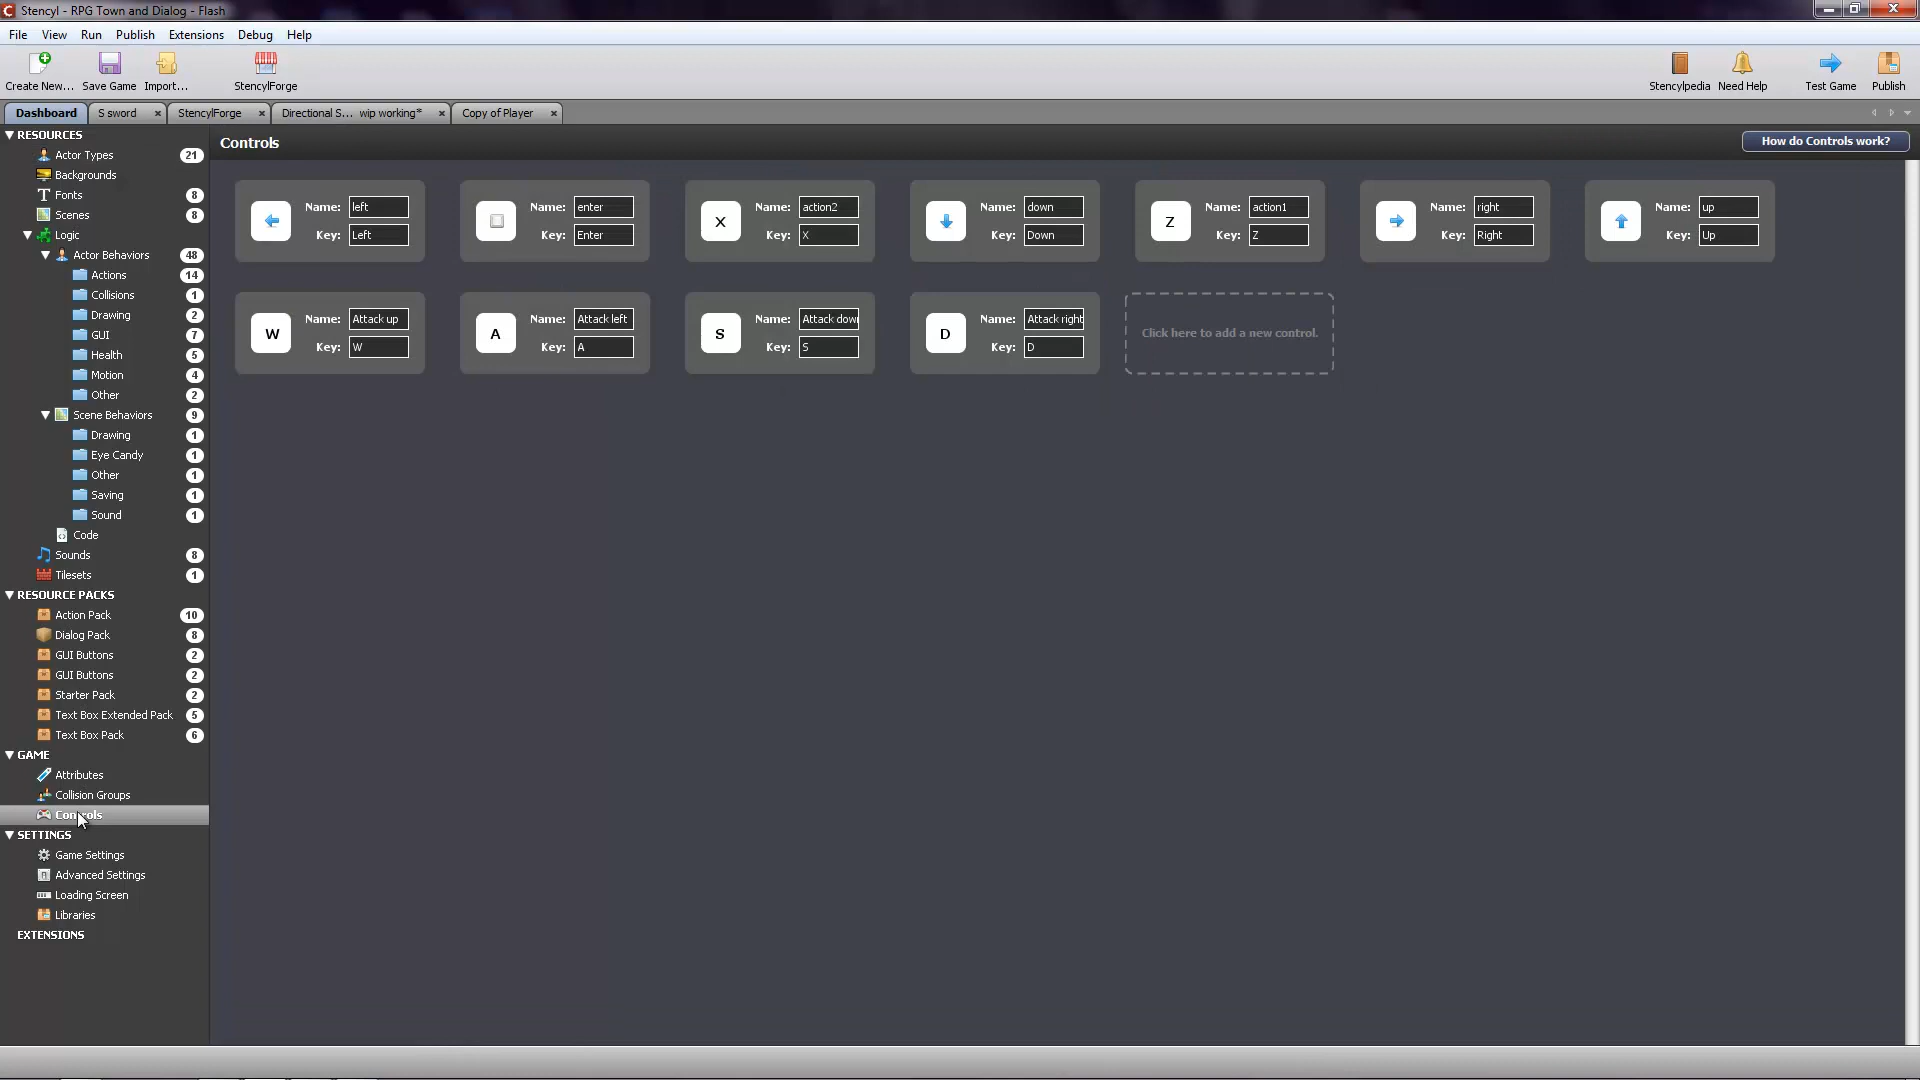 Stencyl - RPG Town and Dialog - Flash
File View Run Publish Extensions Debug Help
Create New... Save Game Import... StencylForge Stencylpedia Need Help Test Game Publish
Dashboard S sword StencylForge Directional S... wip working* Copy of Player
RESOURCES
Actor Types 21
Backgrounds
Fonts 8
Scenes 8
Logic
Actor Behaviors 48
Actions 14
Collisions 1
Drawing 2
GUI 7
Health 5
Motion 4
Other 2
Scene Behaviors 9
Drawing 1
Eye Candy 1
Other 1
Saving 1
Sound 1
Code
Sounds 8
Tilesets 1
RESOURCE PACKS
Action Pack 10
Dialog Pack 8
GUI Buttons 2
GUI Buttons 2
Starter Pack 2
Text Box Extended Pack 5
Text Box Pack 6
GAME
Attributes
Collision Groups
Controls
SETTINGS
Game Settings
Advanced Settings
Loading Screen
Libraries
EXTENSIONS
Controls How do Controls work?
Name: left
Key: Left
Name: enter
Key: Enter
X Name: action2
Key: X
Name: down
Key: Down
Z Name: action1
Key: Z
Name: right
Key: Right
Name: up
Key: Up
W Name: Attack up
Key: W
A Name: Attack left
Key: A
S Name: Attack dow
Key: S
D Name: Attack right
Key: D
Click here to add a new control.